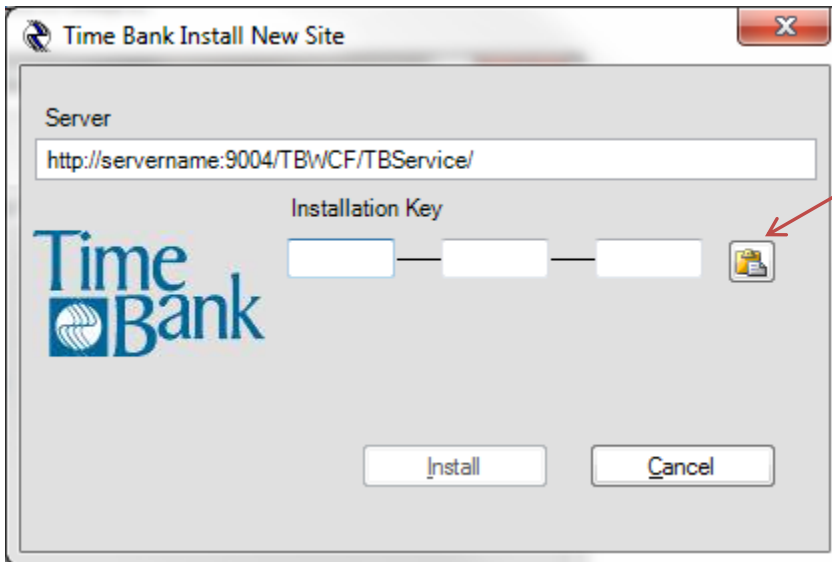 Time Bank Install New Site
Server
http://servername:9004/TBWCF/TBService/
Installation Key
Time
Bank
Install
Cancel